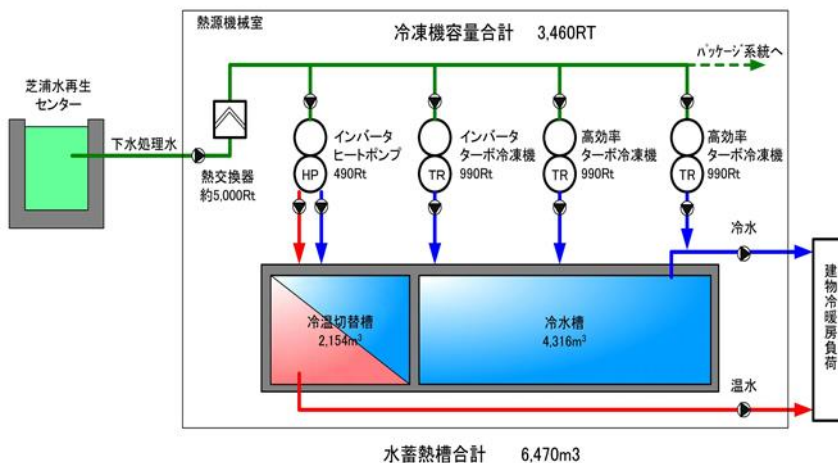 熱源機械室
冷凍機容量合計 3,460RT
パッケージ系統へ
芝浦水再生
センター
下水処理水
熱交換器
約5,000Rt
インバータ
ヒートポンプ
490Rt
HP
インバータ
ターボ冷凍機
990Rt
TR
高効率
ターボ冷凍機
990Rt
TR
高効率
ターボ冷凍機
990Rt
TR
冷水
冷温切替槽
2,154m³
冷水槽
4,316m³
建物冷暖房負荷
温水
水蓄熱槽合計 6,470m3